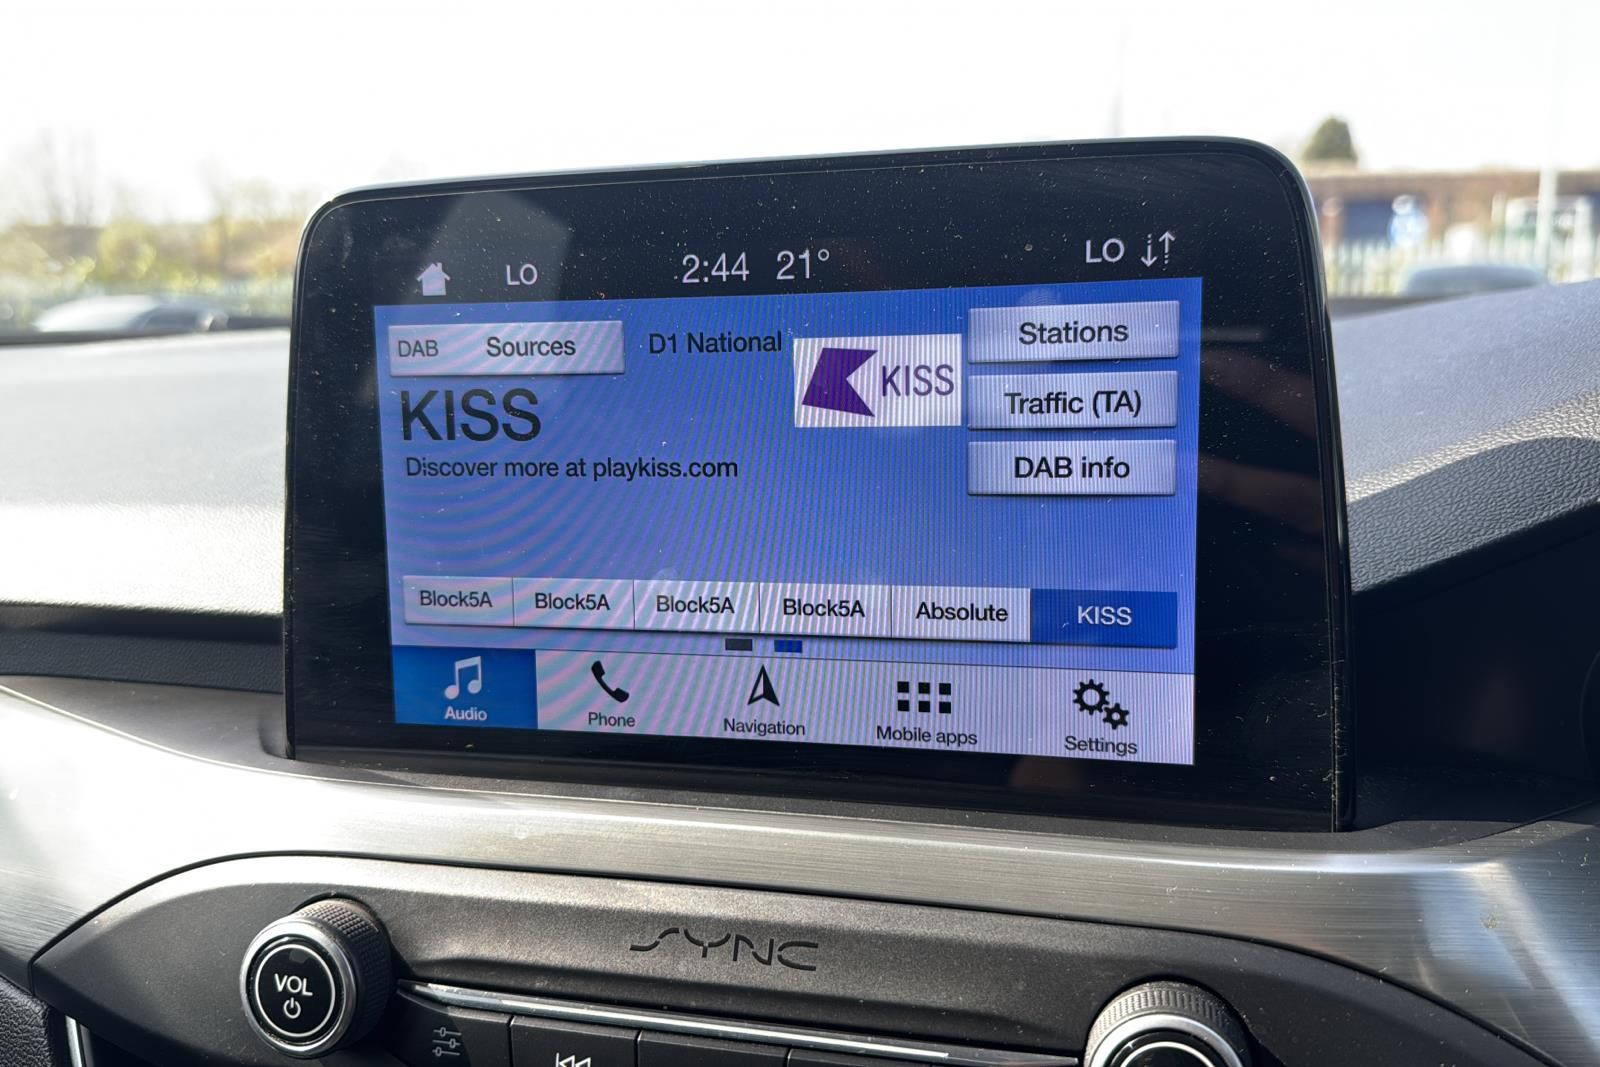 LO 2:44 21° LO
DAB Sources D1 National KISS Stations
KISS
Traffic (TA)
Discover more at playkiss.com
DAB info
Block5A Block5A Block5A Block5A Absolute KISS
Audio Phone Navigation Mobile apps Settings
SYNC
VOL